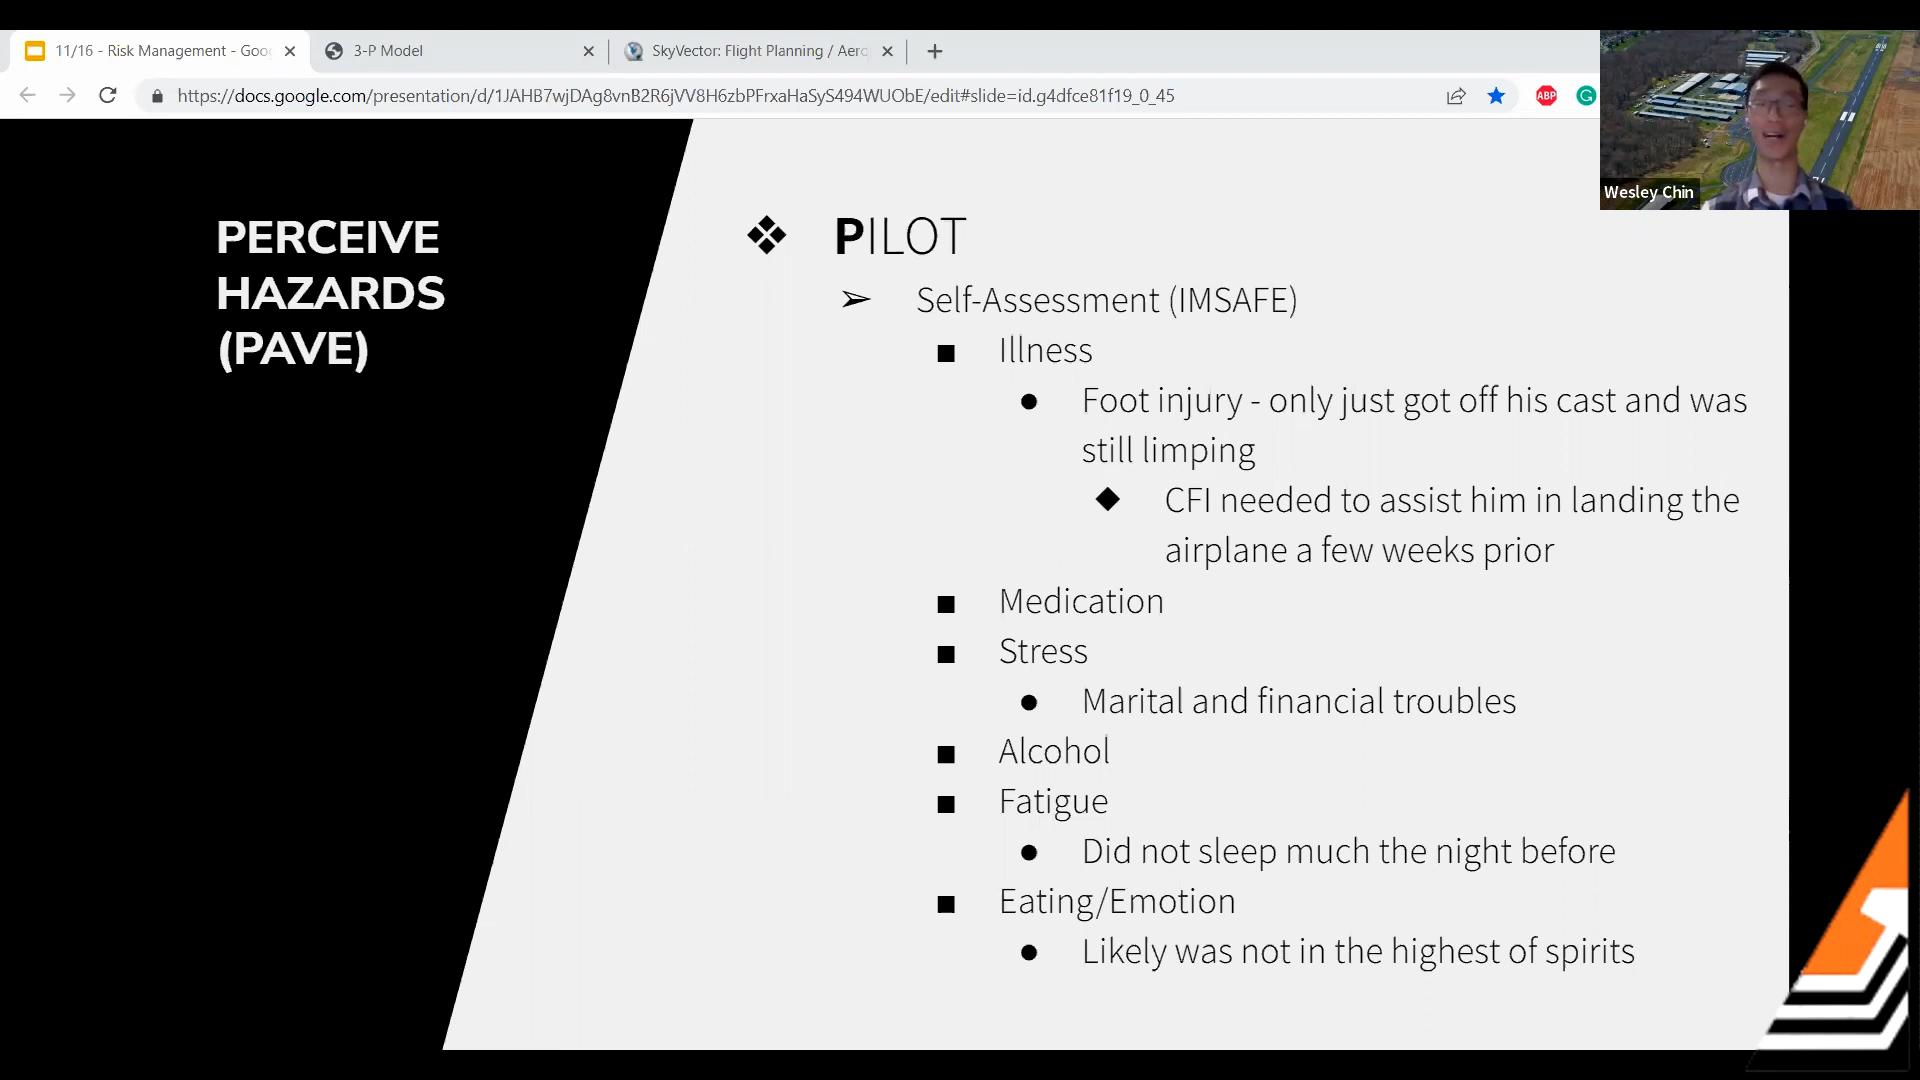 11/16 - Risk Management - Goo
3-P Model
SkyVector: Flight Planning / Aero
https://docs.google.com/presentation/d/1JAHB7wjDAg8vnB2R6jVV8H6zbPFrxaHaSyS494WUObE/edit#slide=id.g4dfce81f19_0_45
ABP
Wesley Chin
PERCEIVE
HAZARDS
(PAVE)
PILOT
Self-Assessment (IMSAFE)
Illness
Foot injury - only just got off his cast and was
still limping
CFI needed to assist him in landing the
airplane a few weeks prior
Medication
Stress
Marital and financial troubles
Alcohol
Fatigue
Did not sleep much the night before
Eating/Emotion
Likely was not in the highest of spirits